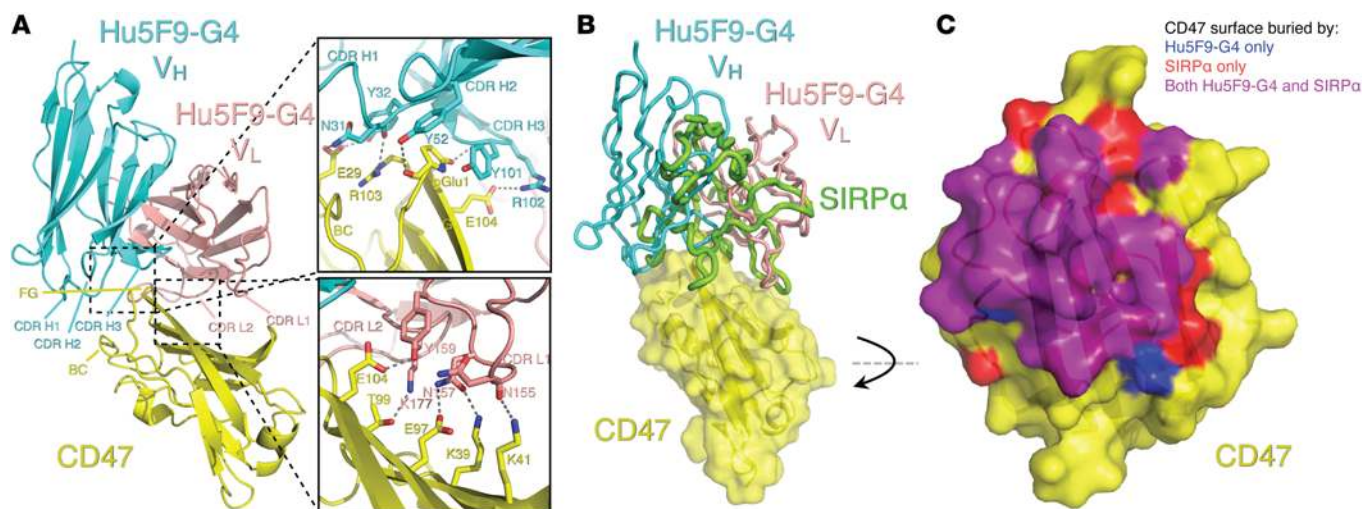 A
Hu5F9-G4
VH
Hu5F9-G4
VL
FG
CDR H1
CDR H3
CDR H2
CDR L2
CDR L1
BC
CD47
CDR H1
Y32
CDR H2
N31
CDR H3
Y52
E29
pGlu1
Y101
R103
R102
E104
BC
CDR L2
Y159
CDR L1
E104
N157
N155
T99
K177
E97
K39
K41
B
Hu5F9-G4
VH
Hu5F9-G4
VL
SIRPα
CD47
C
CD47 surface buried by:
Hu5F9-G4 only
SIRPα only
Both Hu5F9-G4 and SIRPα
CD47